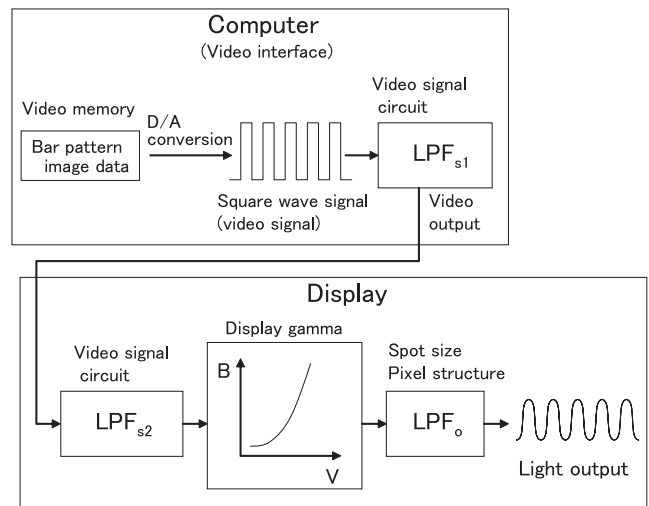 Computer
(Video interface)
Video memory
Bar pattern
image data
D/A
conversion
Square wave signal
(video signal)
Video signal
circuit
LPFs1
Video
output
Display
Video signal
circuit
LPFs2
Display gamma
B
V
Spot size
Pixel structure
LPFo
Light output